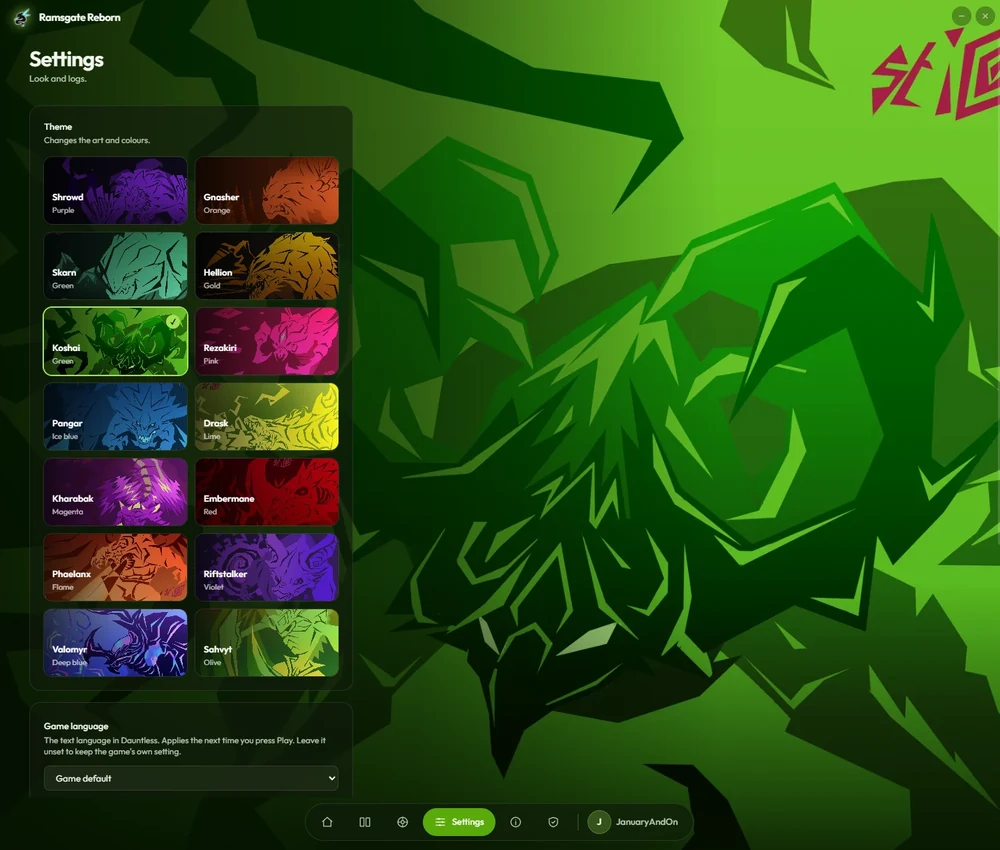 Ramsgate Reborn
Settings
Look and logs.
Theme
Changes the art and colours.
Shrowd
Purple
Gnasher
Orange
Skarn
Green
Hellion
Gold
Koshai
Green
Rezakiri
Pink
Pangar
Ice blue
Drask
Lime
Kharabak
Magenta
Embermane
Red
Phaelanx
Flame
Riftstalker
Violet
Valomyr
Deep blue
Sahvyt
Olive
Game language
The text language in Dauntless. Applies the next time you press Play. Leave it
unset to keep the game's own setting.
Game default
Settings
J
JanuaryAndOn